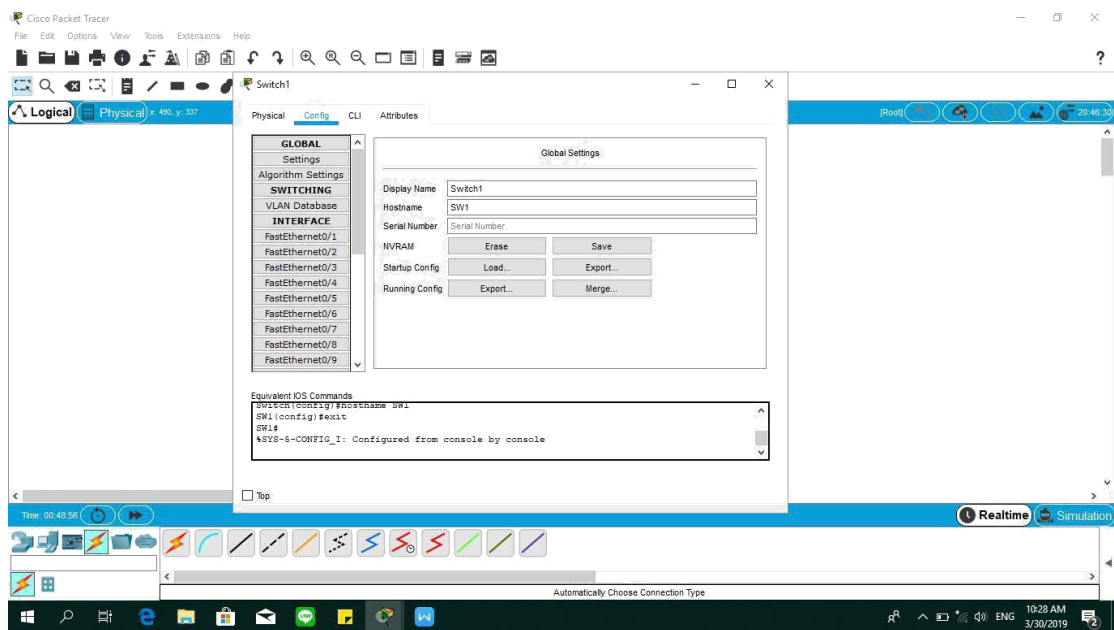 Cisco Packet Tracer
File Edit Options View Tools Extensions Help
?
Switch1
Logical Physical x: 490, y: 337
[Root] 20:46:30
Physical Config CLI Attributes
GLOBAL
Settings
Algorithm Settings
SWITCHING
VLAN Database
INTERFACE
FastEthernet0/1
FastEthernet0/2
FastEthernet0/3
FastEthernet0/4
FastEthernet0/5
FastEthernet0/6
FastEthernet0/7
FastEthernet0/8
FastEthernet0/9
Global Settings
Display Name Switch1
Hostname SW1
Serial Number Serial Number
NVRAM Erase Save
Startup Config Load... Export...
Running Config Export... Merge...
Equivalent IOS Commands
Switch(config)#hostname SW1
SW1(config)#exit
SW1#
%SYS-5-CONFIG_I: Configured from console by console
Top
Time: 00:48:56
Realtime Simulation
Automatically Choose Connection Type
LINE
ENG
10:28 AM
3/30/2019
2